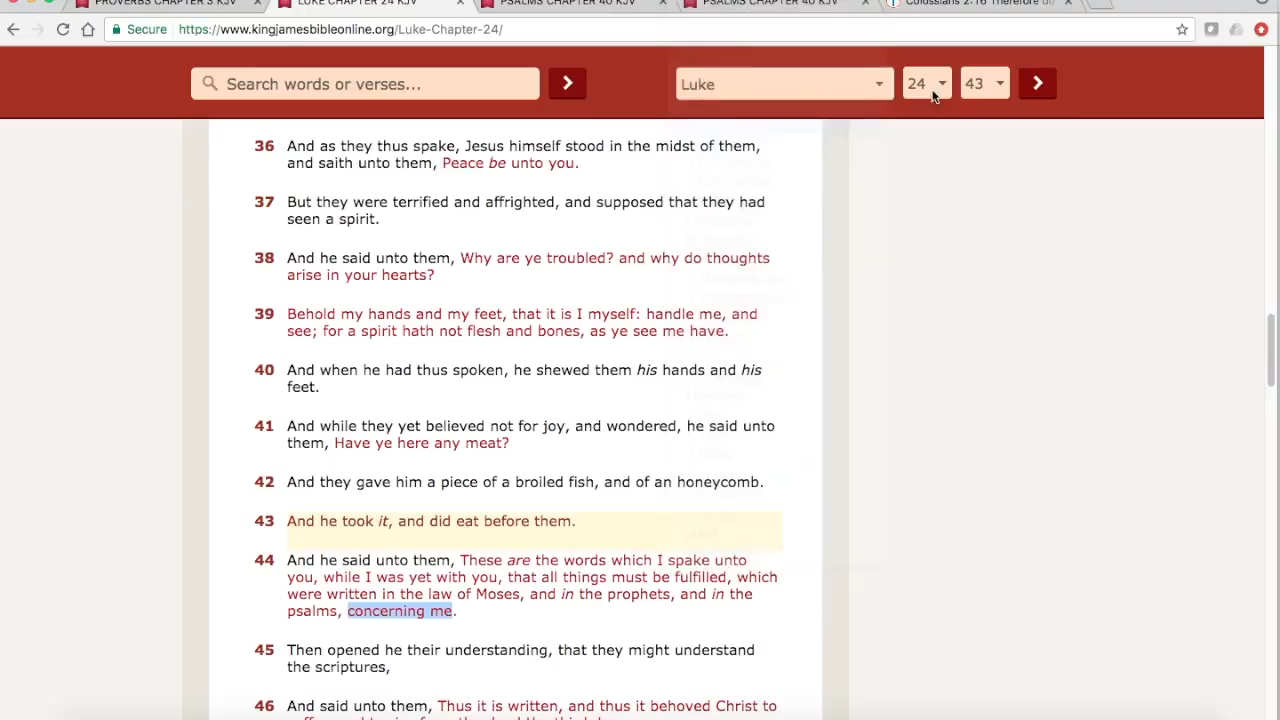 PROVERBS CHAPTER 3 KJV
LUKE CHAPTER 24 KJV
PSALMS CHAPTER 40 KJV
PSALMS CHAPTER 40 KJV
Colossians 2:16 Therefore do
Secure
https://www.kingjamesbibleonline.org/Luke-Chapter-24/
Search words or verses...
Luke
24
43
36 And as they thus spake, Jesus himself stood in the midst of them,
and saith unto them, Peace be unto you.
37 But they were terrified and affrighted, and supposed that they had
seen a spirit.
38 And he said unto them, Why are ye troubled? and why do thoughts
arise in your hearts?
39 Behold my hands and my feet, that it is I myself: handle me, and
see; for a spirit hath not flesh and bones, as ye see me have.
40 And when he had thus spoken, he shewed them his hands and his
feet.
41 And while they yet believed not for joy, and wondered, he said unto
them, Have ye here any meat?
42 And they gave him a piece of a broiled fish, and of an honeycomb.
43 And he took it, and did eat before them.
44 And he said unto them, These are the words which I spake unto
you, while I was yet with you, that all things must be fulfilled, which
were written in the law of Moses, and in the prophets, and in the
psalms, concerning me.
45 Then opened he their understanding, that they might understand
the scriptures,
46 And said unto them, Thus it is written, and thus it behoved Christ to